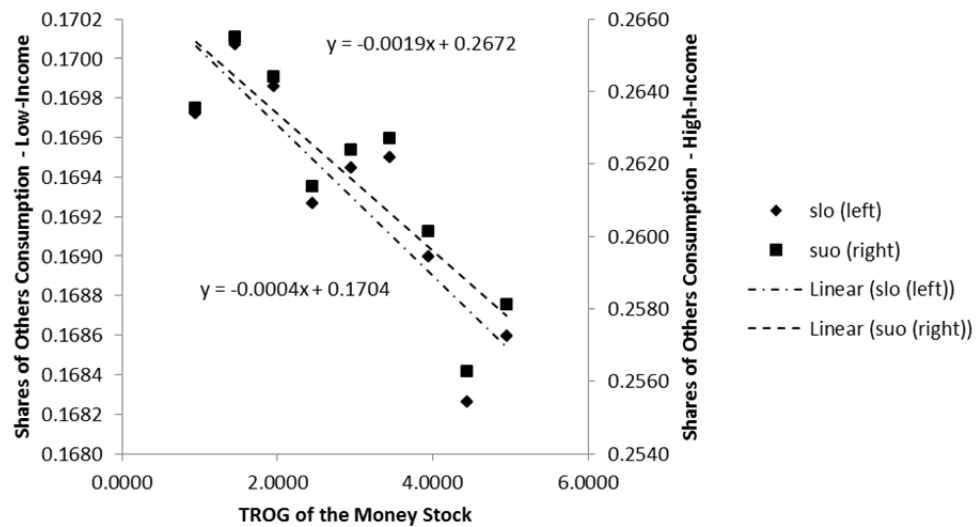 Shares of Others Consumption - Low-Income
0.1702
0.1700
0.1698
0.1696
0.1694
0.1692
0.1690
0.1688
0.1686
0.1684
0.1682
0.1680
y = -0.0019x + 0.2672
y = -0.0004x + 0.1704
0.2660
0.2640
0.2620
0.2600
0.2580
0.2560
0.2540
Shares of Others Consumption - High-Income
0.0000 2.0000 4.0000 6.0000
TROG of the Money Stock
slo (left)
suo (right)
Linear (slo (left))
Linear (suo (right))